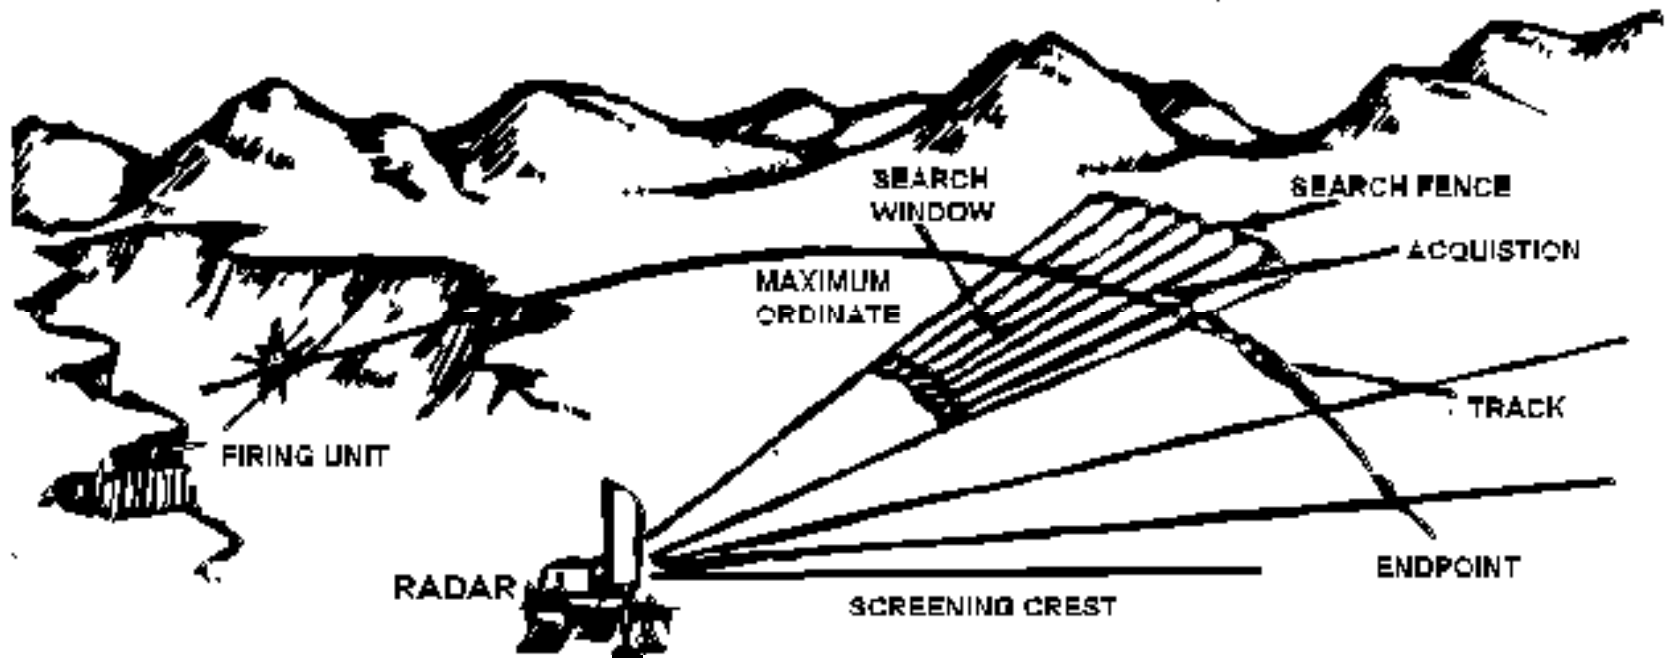 SEARCH
WINDOW
SEARCH FENCE
ACQUISTION
MAXIMUM
ORDINATE
TRACK
FIRING UNIT
ENDPOINT
RADAR
SCREENING CREST